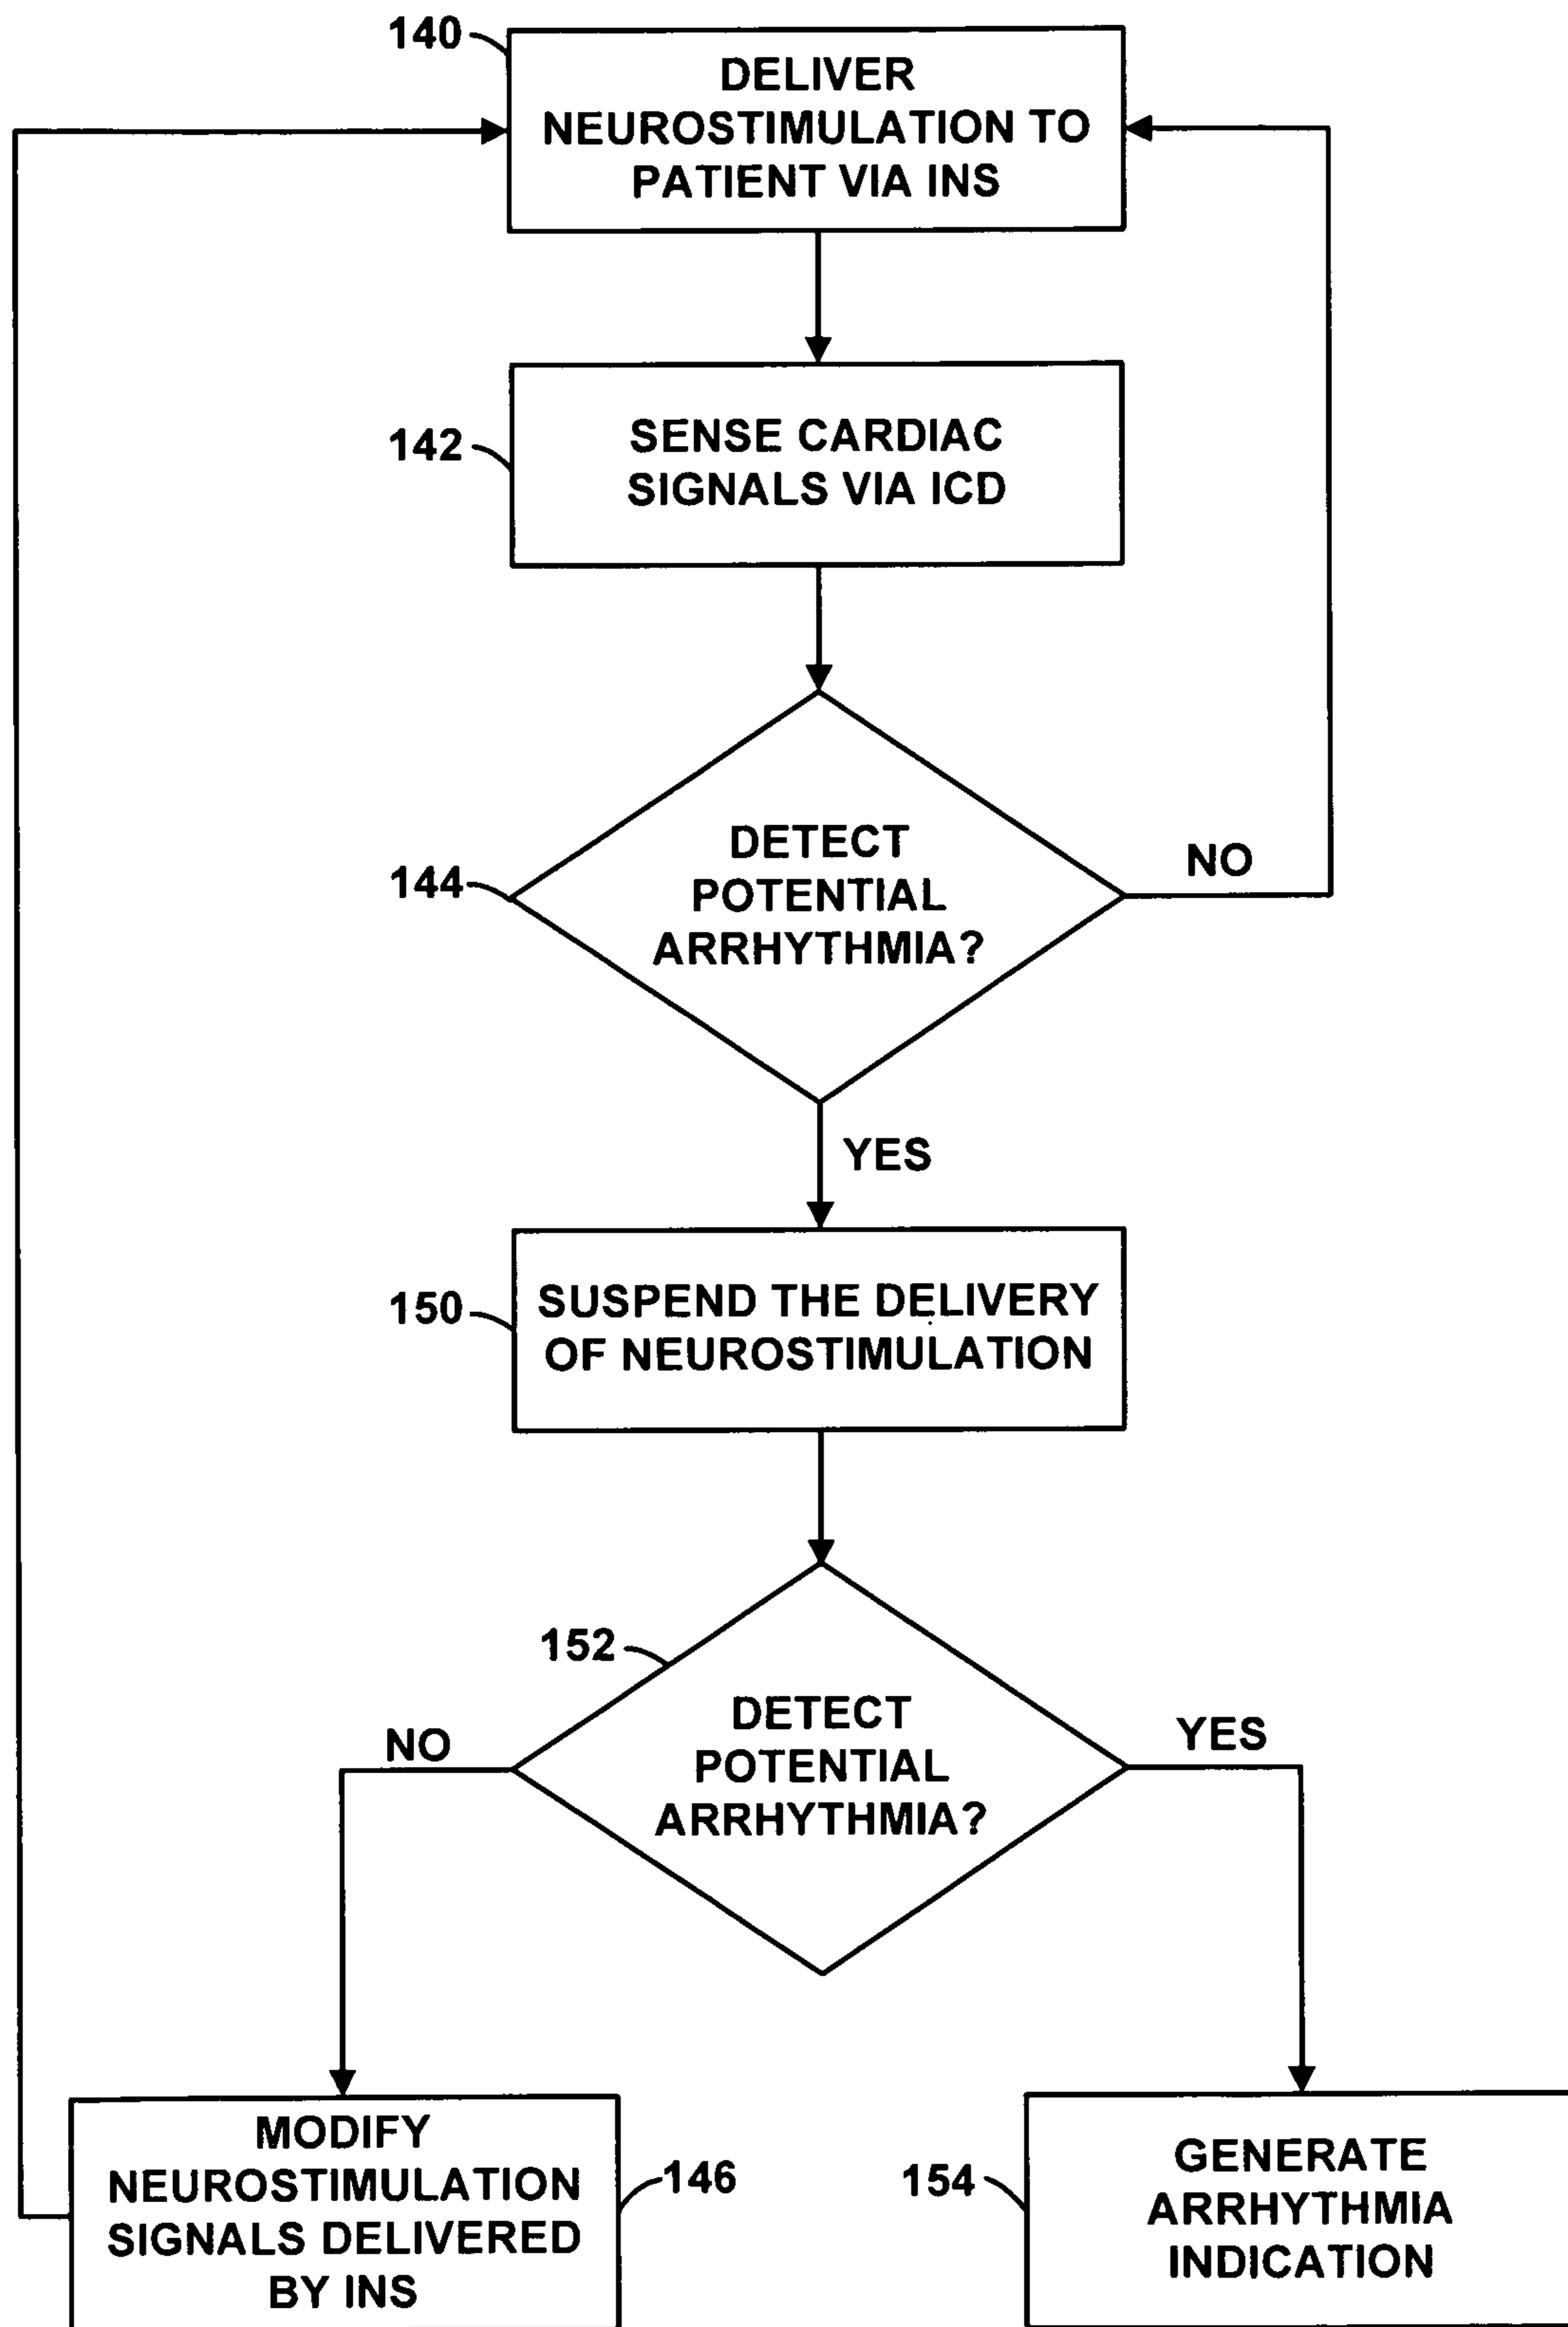 140
DELIVER
NEUROSTIMULATION TO
PATIENT VIA INS
142
SENSE CARDIAC
SIGNALS VIA ICD
144
DETECT
POTENTIAL
ARRHYTHMIA?
NO
YES
150
SUSPEND THE DELIVERY
OF NEUROSTIMULATION
152
DETECT
POTENTIAL
ARRHYTHMIA?
NO
YES
MODIFY
NEUROSTIMULATION
SIGNALS DELIVERED
BY INS
146
154
GENERATE
ARRHYTHMIA
INDICATION